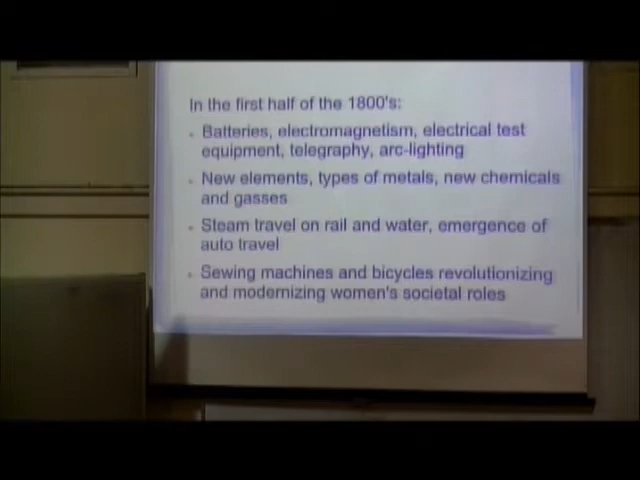 In the first half of the 1800's:
Batteries, electromagnetism, electrical test
equipment, telegraphy, arc-lighting
New elements, types of metals, new chemicals
and gasses
Steam travel on rail and water, emergence of
auto travel
Sewing machines and bicycles revolutionizing
and modernizing women's societal roles